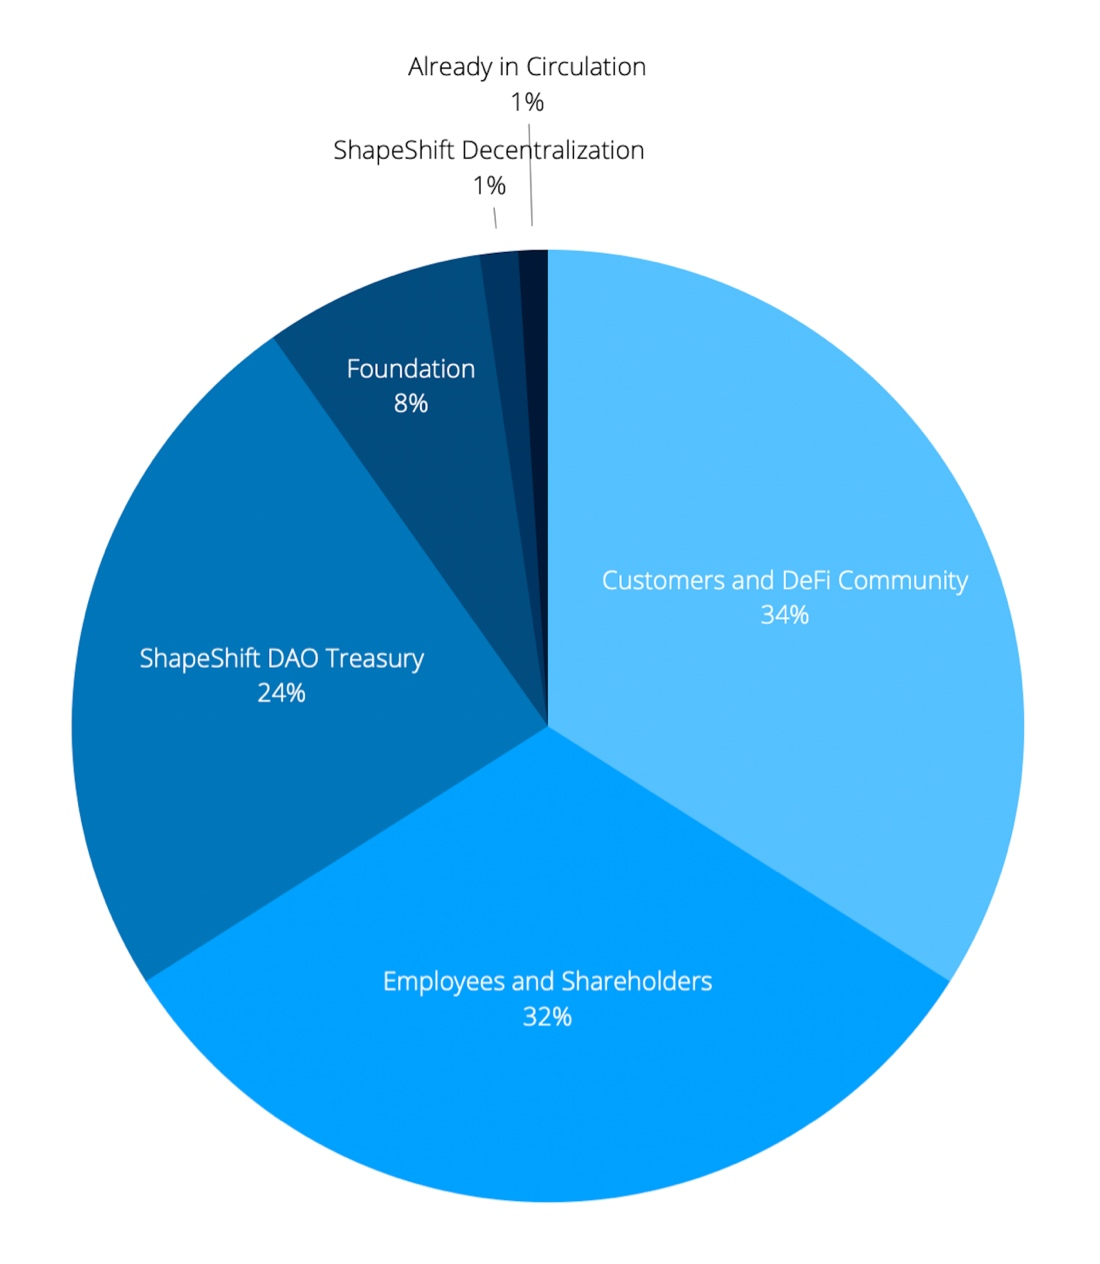 Already in Circulation
1%
ShapeShift Decentralization
1%
Foundation
8%
Customers and DeFi Community
34%
ShapeShift DAO Treasury
24%
Employees and Shareholders
32%